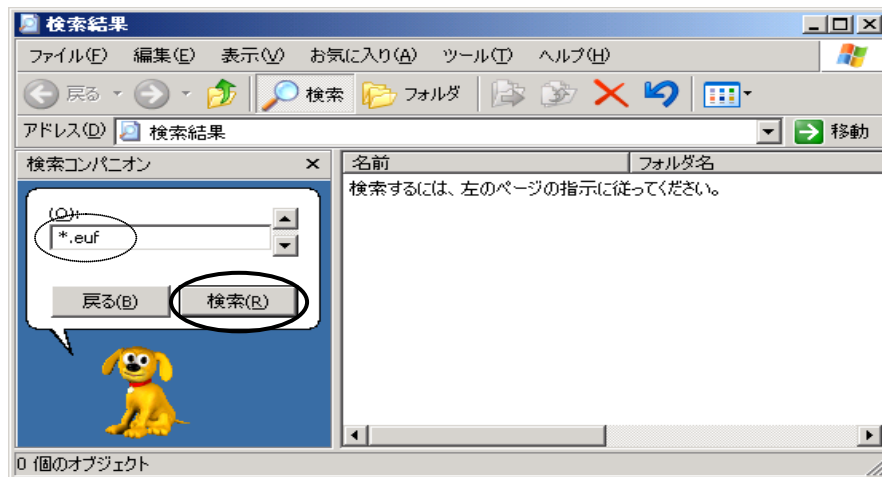 検索結果
ファイル(F) 編集(E) 表示(V) お気に入り(A) ツール(T) ヘルプ(H)
戻る 検索 フォルダ
アドレス(D) 検索結果 移動
検索コンパニオン × 名前 フォルダ名
検索するには、左のページの指示に従ってください。
(O):
*.euf
戻る(B) 検索(R)
0 個のオブジェクト